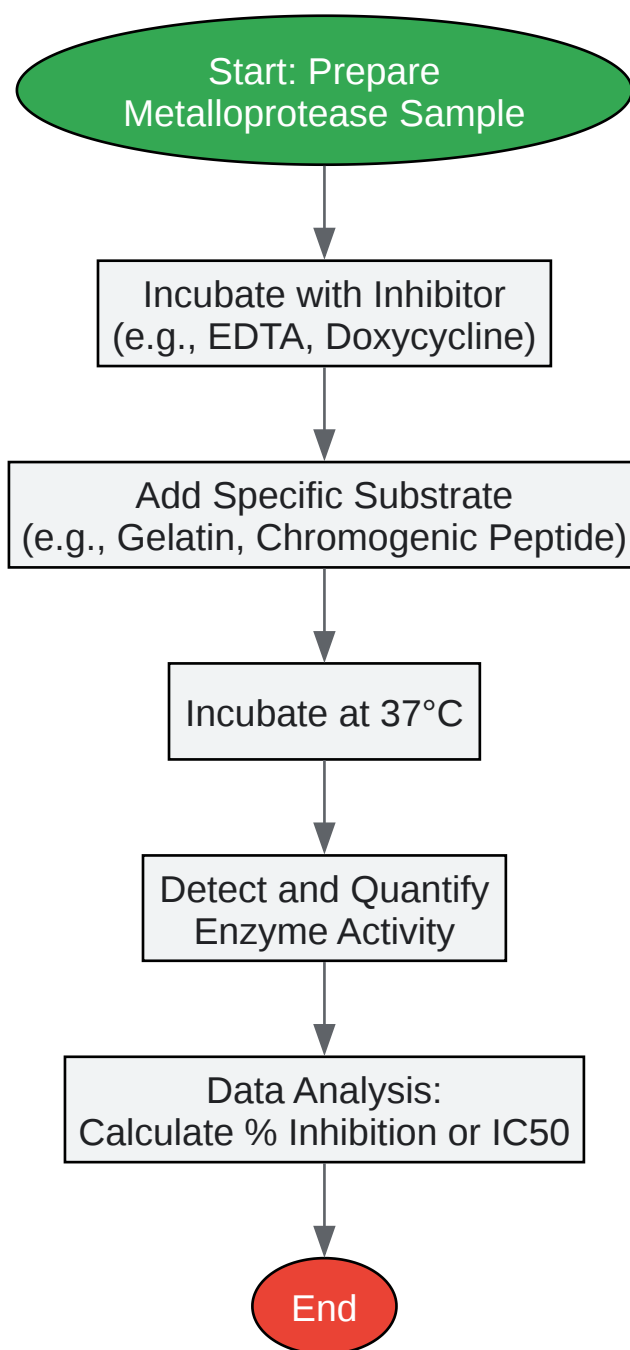 Start: Prepare
Metalloprotease Sample
Incubate with Inhibitor
(e.g., EDTA, Doxycycline)
Add Specific Substrate
(e.g., Gelatin, Chromogenic Peptide)
Incubate at 37°C
Detect and Quantify
Enzyme Activity
Data Analysis:
Calculate % Inhibition or IC50
End